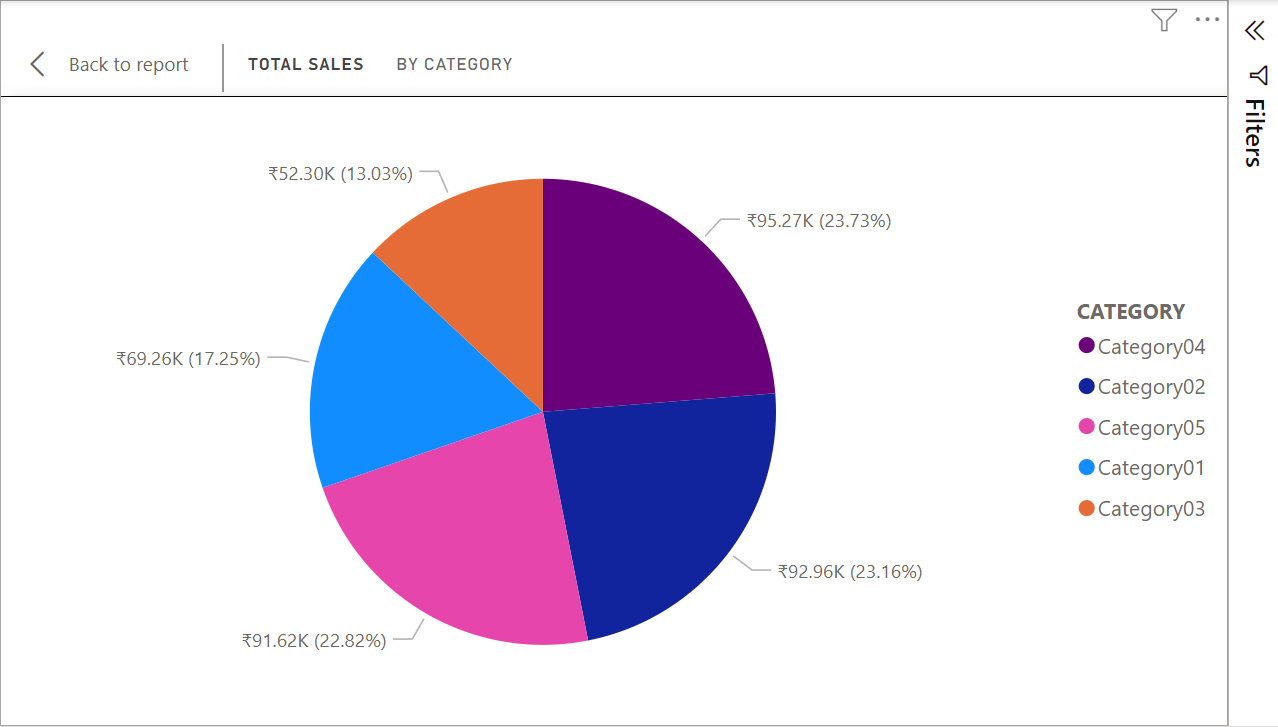 Back to report
TOTAL SALES
BY CATEGORY
Filters
₹52.30K (13.03%)
₹95.27K (23.73%)
₹69.26K (17.25%)
₹92.96K (23.16%)
₹91.62K (22.82%)
CATEGORY
Category04
Category02
Category05
Category01
Category03